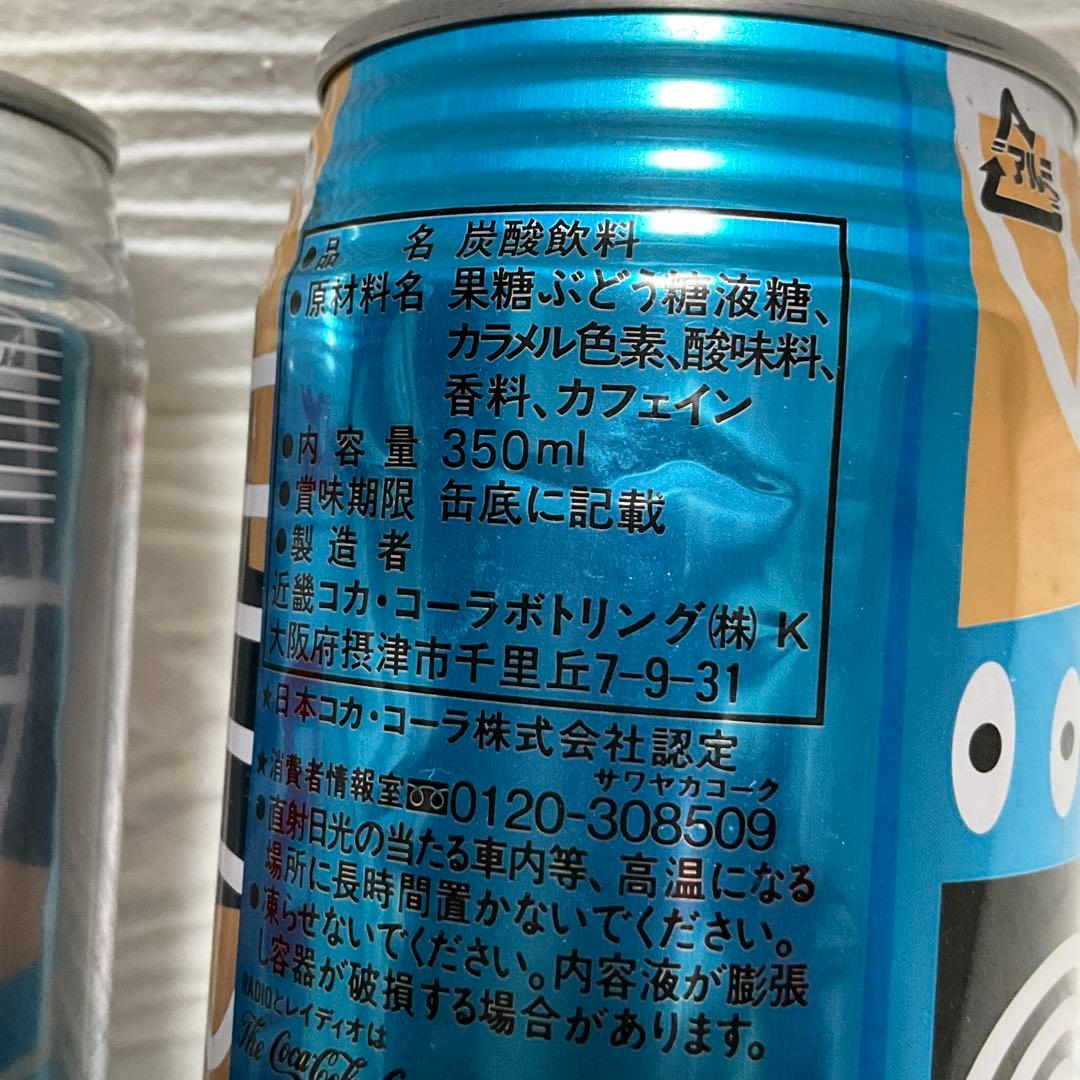 アルミ
●品名 炭酸飲料
●原材料名 果糖ぶどう糖液糖、
カラメル色素、酸味料、
香料、カフェイン
●内容量 350ml
●賞味期限 缶底に記載
●製造者
近畿コカ・コーラボトリング(株) K
大阪府摂津市千里丘7-9-31
★日本コカ・コーラ株式会社認定
サワヤカコーク
★消費者情報室 0120-308509
●直射日光の当たる車内等、高温になる
場所に長時間置かないでください。
●凍らせないでください。内容液が膨張
し容器が破損する場合があります。
RADIOとレイディオは
The Coca-Cola